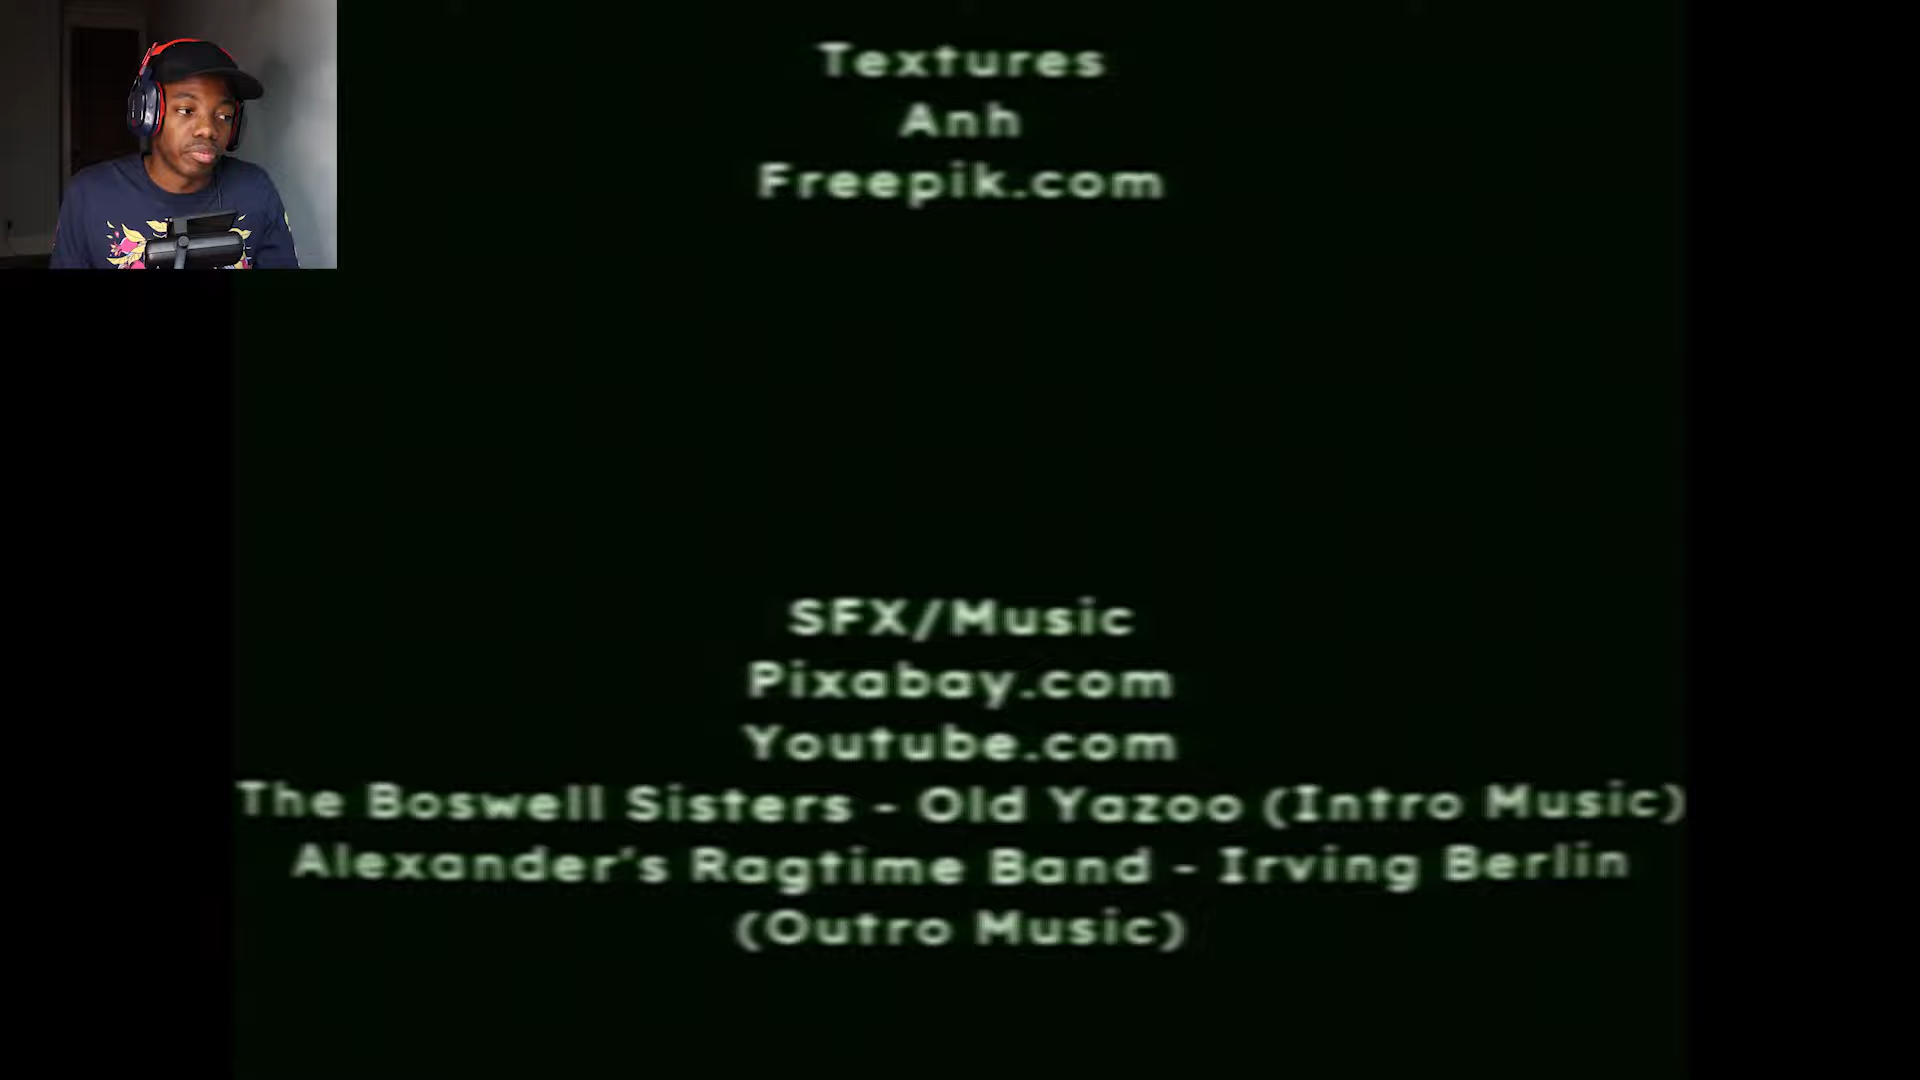 Textures
Anh
Freepik.com
SFX/Music
Pixabay.com
Youtube.com
The Boswell Sisters - Old Yazoo (Intro Music)
Alexander's Ragtime Band - Irving Berlin
(Outro Music)